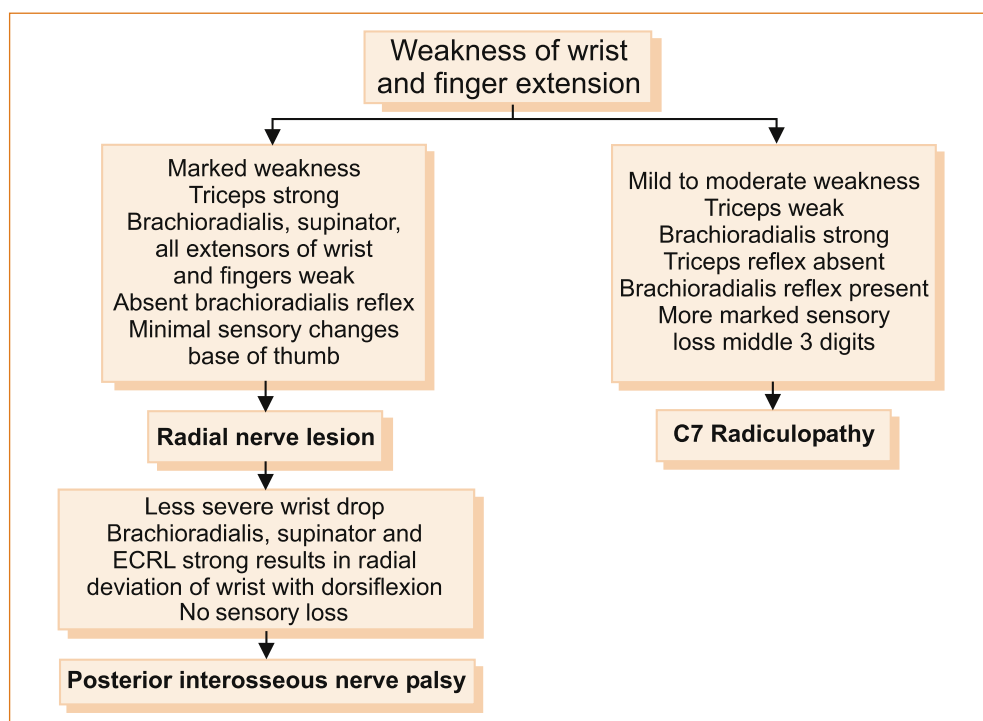 Weakness of wrist
and finger extension
Marked weakness
Triceps strong
Brachioradialis, supinator,
all extensors of wrist
and fingers weak
Absent brachioradialis reflex
Minimal sensory changes
base of thumb
Mild to moderate weakness
Triceps weak
Brachioradialis strong
Triceps reflex absent
Brachioradialis reflex present
More marked sensory
loss middle 3 digits
Radial nerve lesion
C7 Radiculopathy
Less severe wrist drop
Brachioradialis, supinator and
ECRL strong results in radial
deviation of wrist with dorsiflexion
No sensory loss
Posterior interosseous nerve palsy